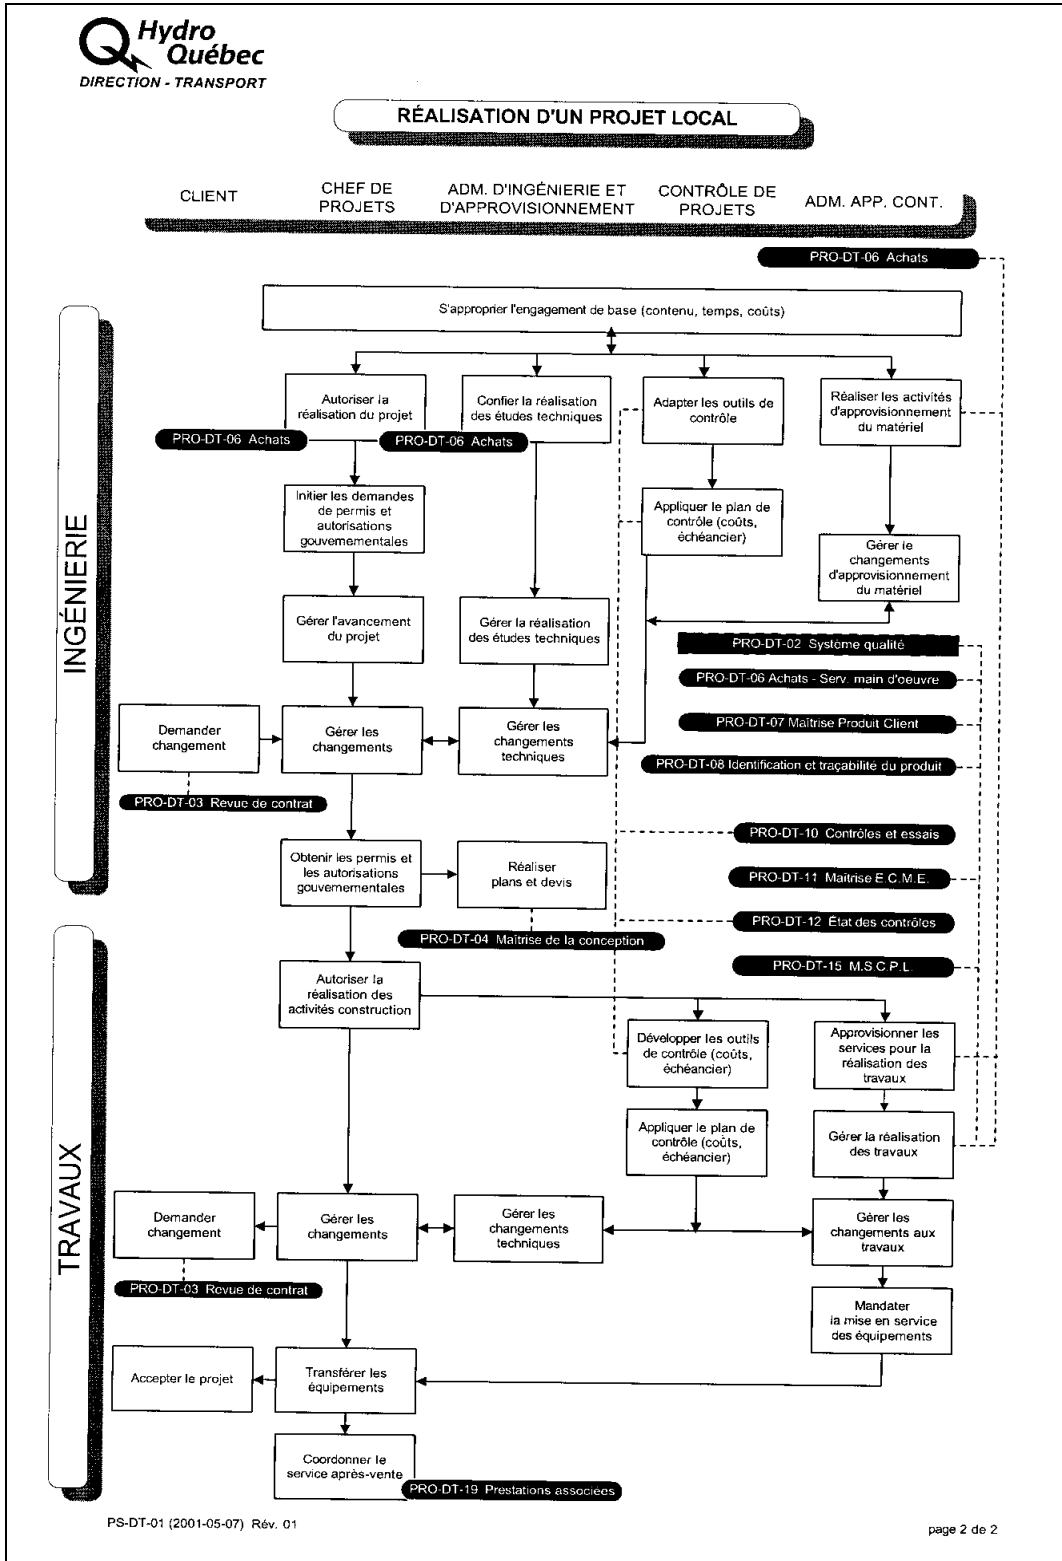 Hydro
Québec
DIRECTION - TRANSPORT
RÉALISATION D'UN PROJET LOCAL
CLIENT
CHEF DE
PROJETS
ADM. D'INGÉNIERIE ET
D'APPROVISIONNEMENT
CONTRÔLE DE
PROJETS
ADM. APP. CONT.
PRO-DT-06 Achats
S'approprier l'engagement de base (contenu, temps, coûts)
INGÉNIERIE
Autoriser la
réalisation du projet
Confier la réalisation
des études techniques
Adapter les outils de
contrôle
Réaliser les activités
d'approvisionnement
du matériel
PRO-DT-06 Achats
PRO-DT-06 Achats
Initier les demandes
de permis et
autorisations
gouvernementales
Appliquer le plan de
contrôle (coûts,
échéancier)
Gérer le
changements
d'approvisionnement
du matériel
Gérer l'avancement
du projet
Gérer la réalisation
des études techniques
PRO-DT-02 Système qualité
PRO-DT-06 Achats - Serv. main d'oeuvre
PRO-DT-07 Maîtrise Produit Client
PRO-DT-08 Identification et traçabilité du produit
Demander
changement
Gérer les
changements
Gérer les
changements
techniques
PRO-DT-03 Revue de contrat
PRO-DT-10 Contrôles et essais
PRO-DT-11 Maîtrise E.C.M.E.
PRO-DT-12 État des contrôles
PRO-DT-15 M.S.C.P.L.
Obtenir les permis et
les autorisations
gouvernementales
Réaliser
plans et devis
PRO-DT-04 Maîtrise de la conception
TRAVAUX
Autoriser la
réalisation des
activités construction
Développer les outils
de contrôle (coûts,
échéancier)
Approvisionner les
services pour la
réalisation des
travaux
Appliquer le plan de
contrôle (coûts,
échéancier)
Gérer la réalisation
des travaux
Demander
changement
Gérer les
changements
Gérer les
changements
techniques
Gérer les
changements aux
travaux
PRO-DT-03 Revue de contrat
Mandater
la mise en service
des équipements
Accepter le projet
Transférer les
équipements
Coordonner le
service après-vente
PRO-DT-19 Prestations associées
PS-DT-01 (2001-05-07) Rév. 01
page 2 de 2